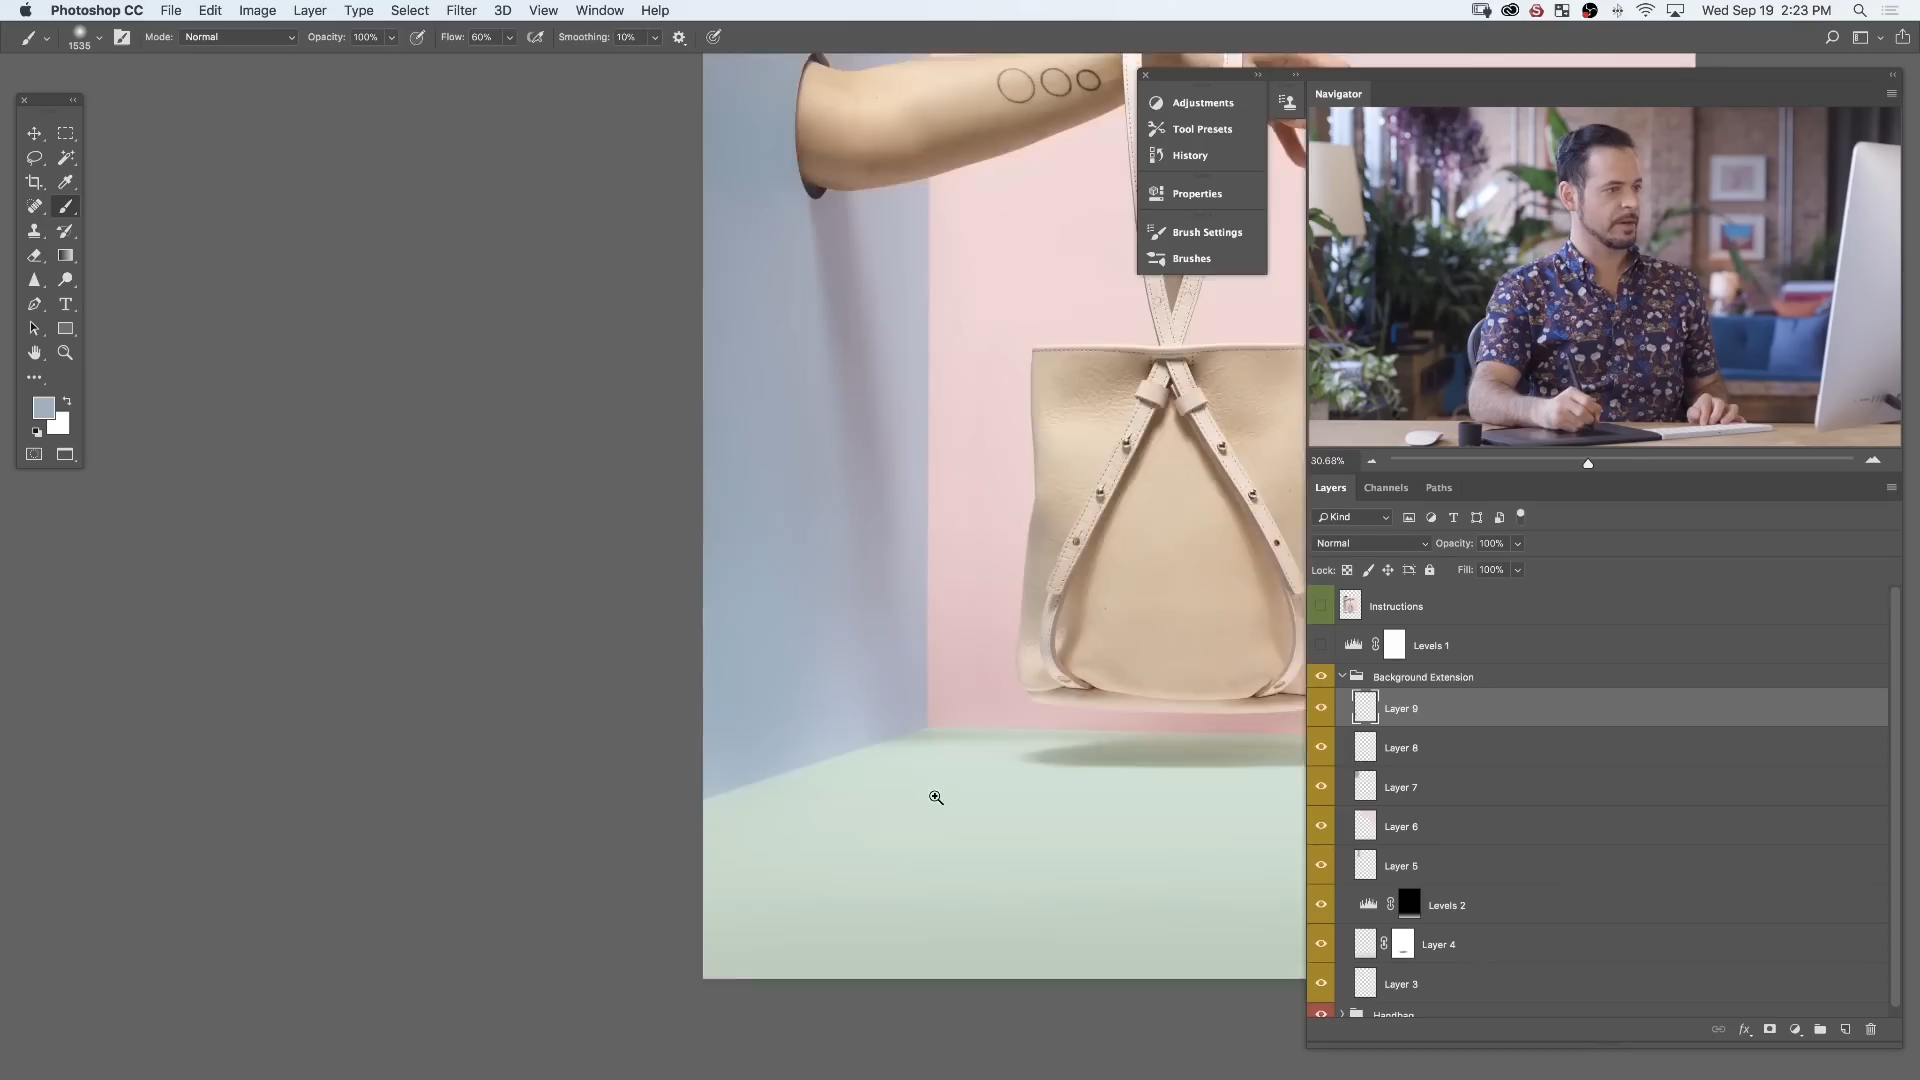 Photoshop CC File Edit Image Layer Type Select Filter 3D View Window Help Wed Sep 19 2:23 PM
1535 Mode: Normal Opacity: 100% Flow: 60% Smoothing: 10%
Adjustments
Tool Presets
History
Properties
Brush Settings
Brushes
Navigator
30.68%
Layers Channels Paths
Kind
Normal Opacity: 100%
Lock: Fill: 100%
Instructions
Levels 1
Background Extension
Layer 9
Layer 8
Layer 7
Layer 6
Layer 5
Levels 2
Layer 4
Layer 3
Handbag
fx